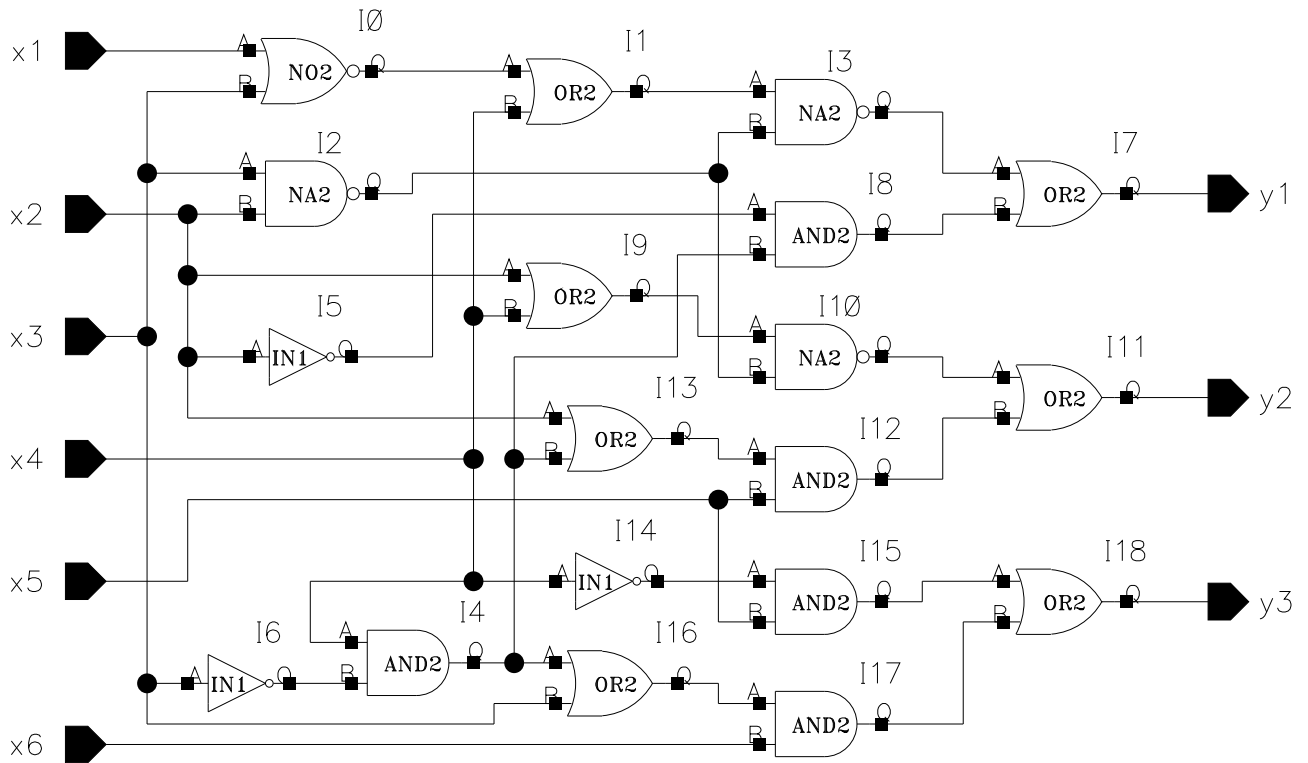 I0
x1 A NO2 Q A I1 I3
B OR2 Q A NA2 Q
I2 B B I7
A NA2 Q I8 A
x2 B A AND2 Q B OR2 Q y1
I9 B
A OR2 Q
I5 B I10
x3 A IN1 Q A NA2 Q I11
I13 B A
A OR2 Q I12 B OR2 Q y2
x4 B A AND2 Q
B
I14 I15 I18
x5 A IN1 Q A AND2 Q A
I4 B B OR2 Q y3
I6 A AND2 Q I16 I17
A IN1 Q B A OR2 Q A AND2 Q
B B
x6